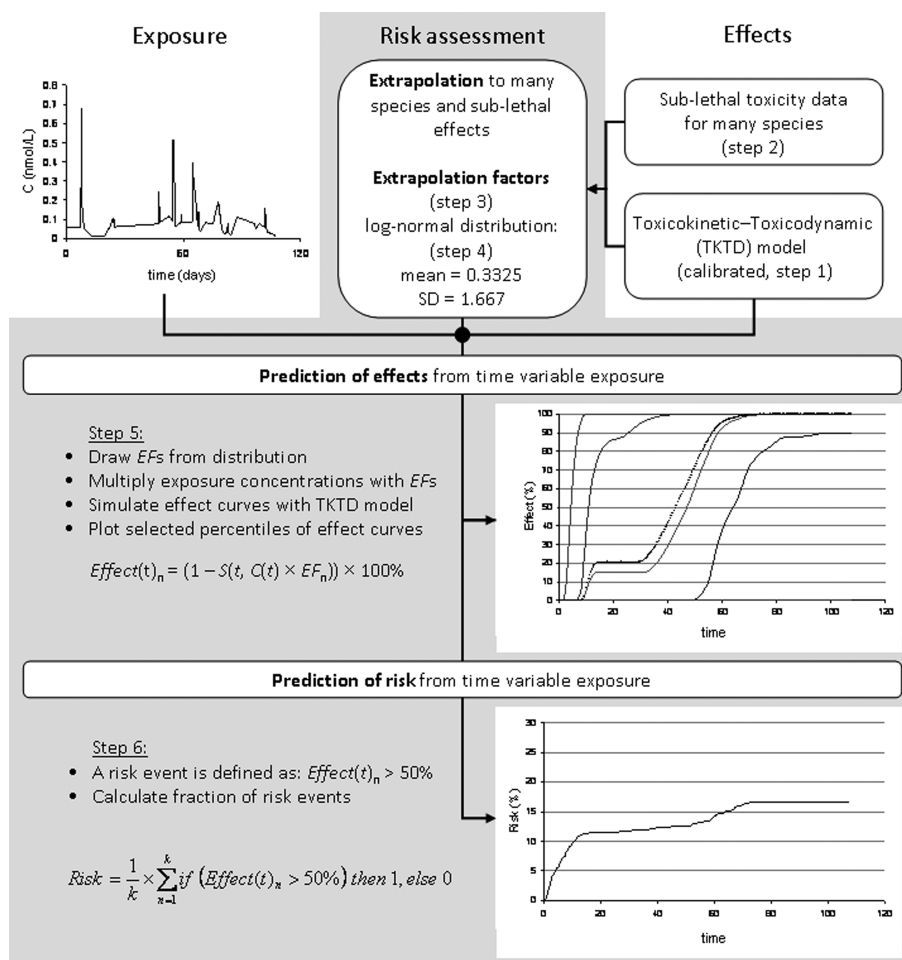 Exposure
Risk assessment
Effects
0.8
0.7
0.6
0.5
0.4
0.3
0.2
0.1
0
C (nmol/L)
0
60
120
time (days)
Extrapolation to many
species and sub-lethal
effects
Extrapolation factors
(step 3)
log-normal distribution:
(step 4)
mean = 0.3325
SD = 1.667
Sub-lethal toxicity data
for many species
(step 2)
Toxicokinetic–Toxicodynamic
(TKTD) model
(calibrated, step 1)
Prediction of effects from time variable exposure
Step 5:
• Draw EFs from distribution
• Multiply exposure concentrations with EFs
• Simulate effect curves with TKTD model
• Plot selected percentiles of effect curves
Effect(t)n = (1 – S(t, C(t) × EFn)) × 100%
100
90
80
70
60
50
40
30
20
10
0
Effect (%)
0
20
40
60
80
100
120
time
Prediction of risk from time variable exposure
Step 6:
• A risk event is defined as: Effect(t)n > 50%
• Calculate fraction of risk events
Risk = 1/k × ∑ n=1 k if (Effect(t)n > 50%) then 1, else 0
30
25
20
15
10
5
0
Risk (%)
0
20
40
60
80
100
120
time